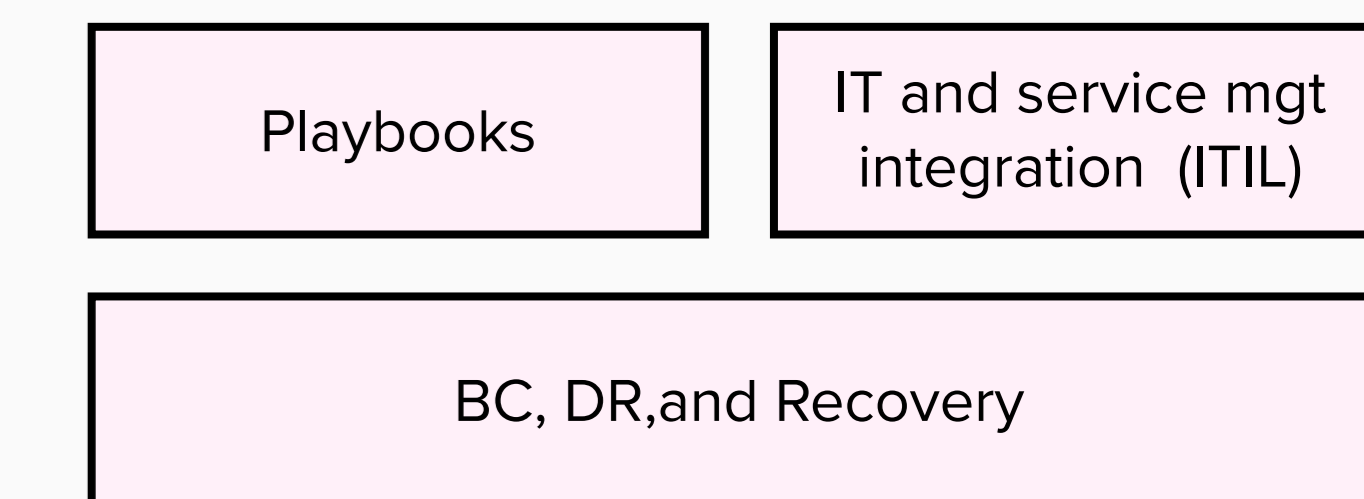 Playbooks
IT and service mgt
integration  (ITIL)
BC, DR,and Recovery